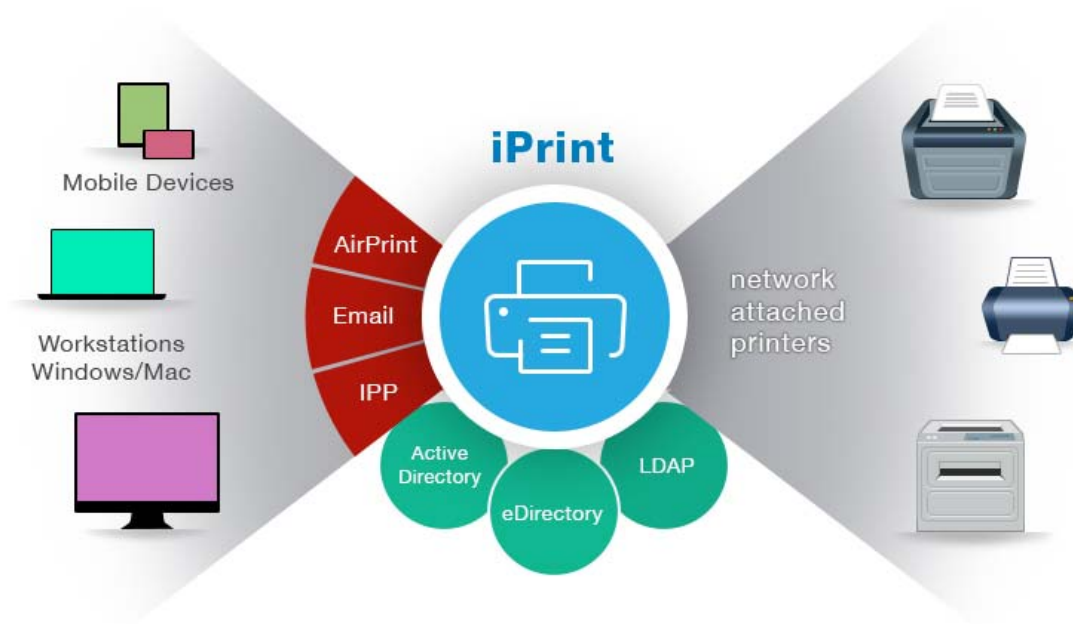 iPrint
Mobile Devices
Workstations
Windows/Mac
AirPrint
Email
IPP
Active
Directory
eDirectory
LDAP
network
attached
printers